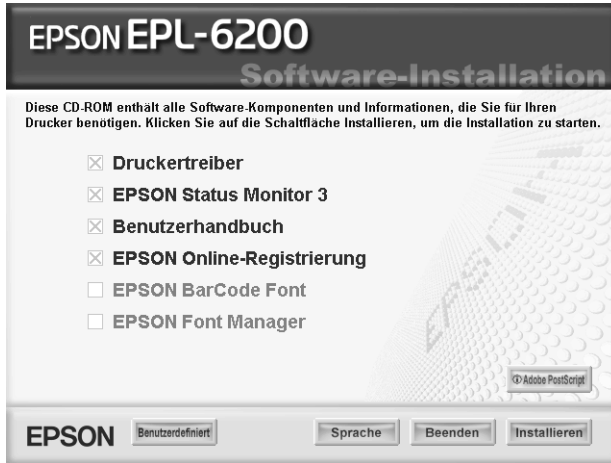 EPSON EPL-6200
Software-Installation
Diese CD-ROM enthält alle Software-Komponenten und Informationen, die Sie für Ihren
Drucker benötigen. Klicken Sie auf die Schaltfläche Installieren, um die Installation zu starten.
Druckertreiber
EPSON Status Monitor 3
Benutzerhandbuch
EPSON Online-Registrierung
EPSON BarCode Font
EPSON Font Manager
EPSON
Adobe PostScript
EPSON
Benutzerdefiniert
Sprache
Beenden
Installieren